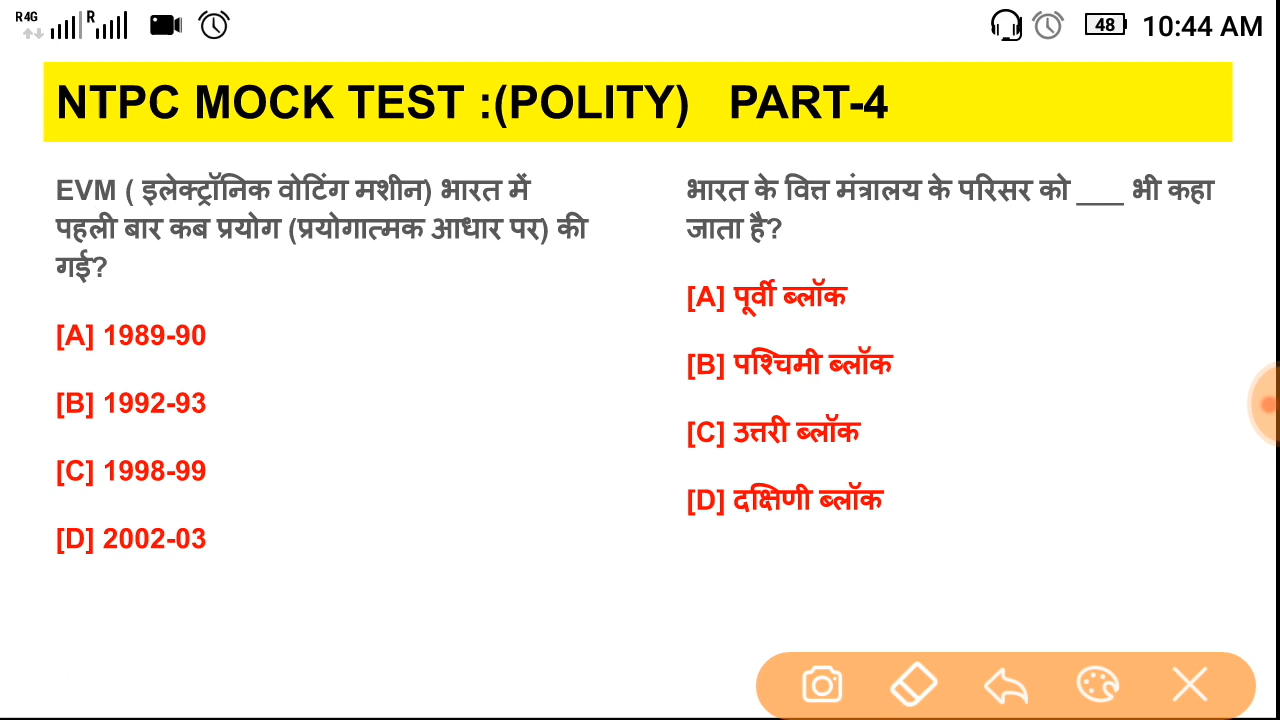 R4G R 48 10:44 AM
NTPC MOCK TEST :(POLITY) PART-4
EVM ( इलेक्ट्रॉनिक वोटिंग मशीन) भारत में
पहली बार कब प्रयोग (प्रयोगात्मक आधार पर) की
गई?
[A] 1989-90
[B] 1992-93
[C] 1998-99
[D] 2002-03
भारत के वित्त मंत्रालय के परिसर को ___ भी कहा
जाता है?
[A] पूर्वी ब्लॉक
[B] पश्चिमी ब्लॉक
[C] उत्तरी ब्लॉक
[D] दक्षिणी ब्लॉक